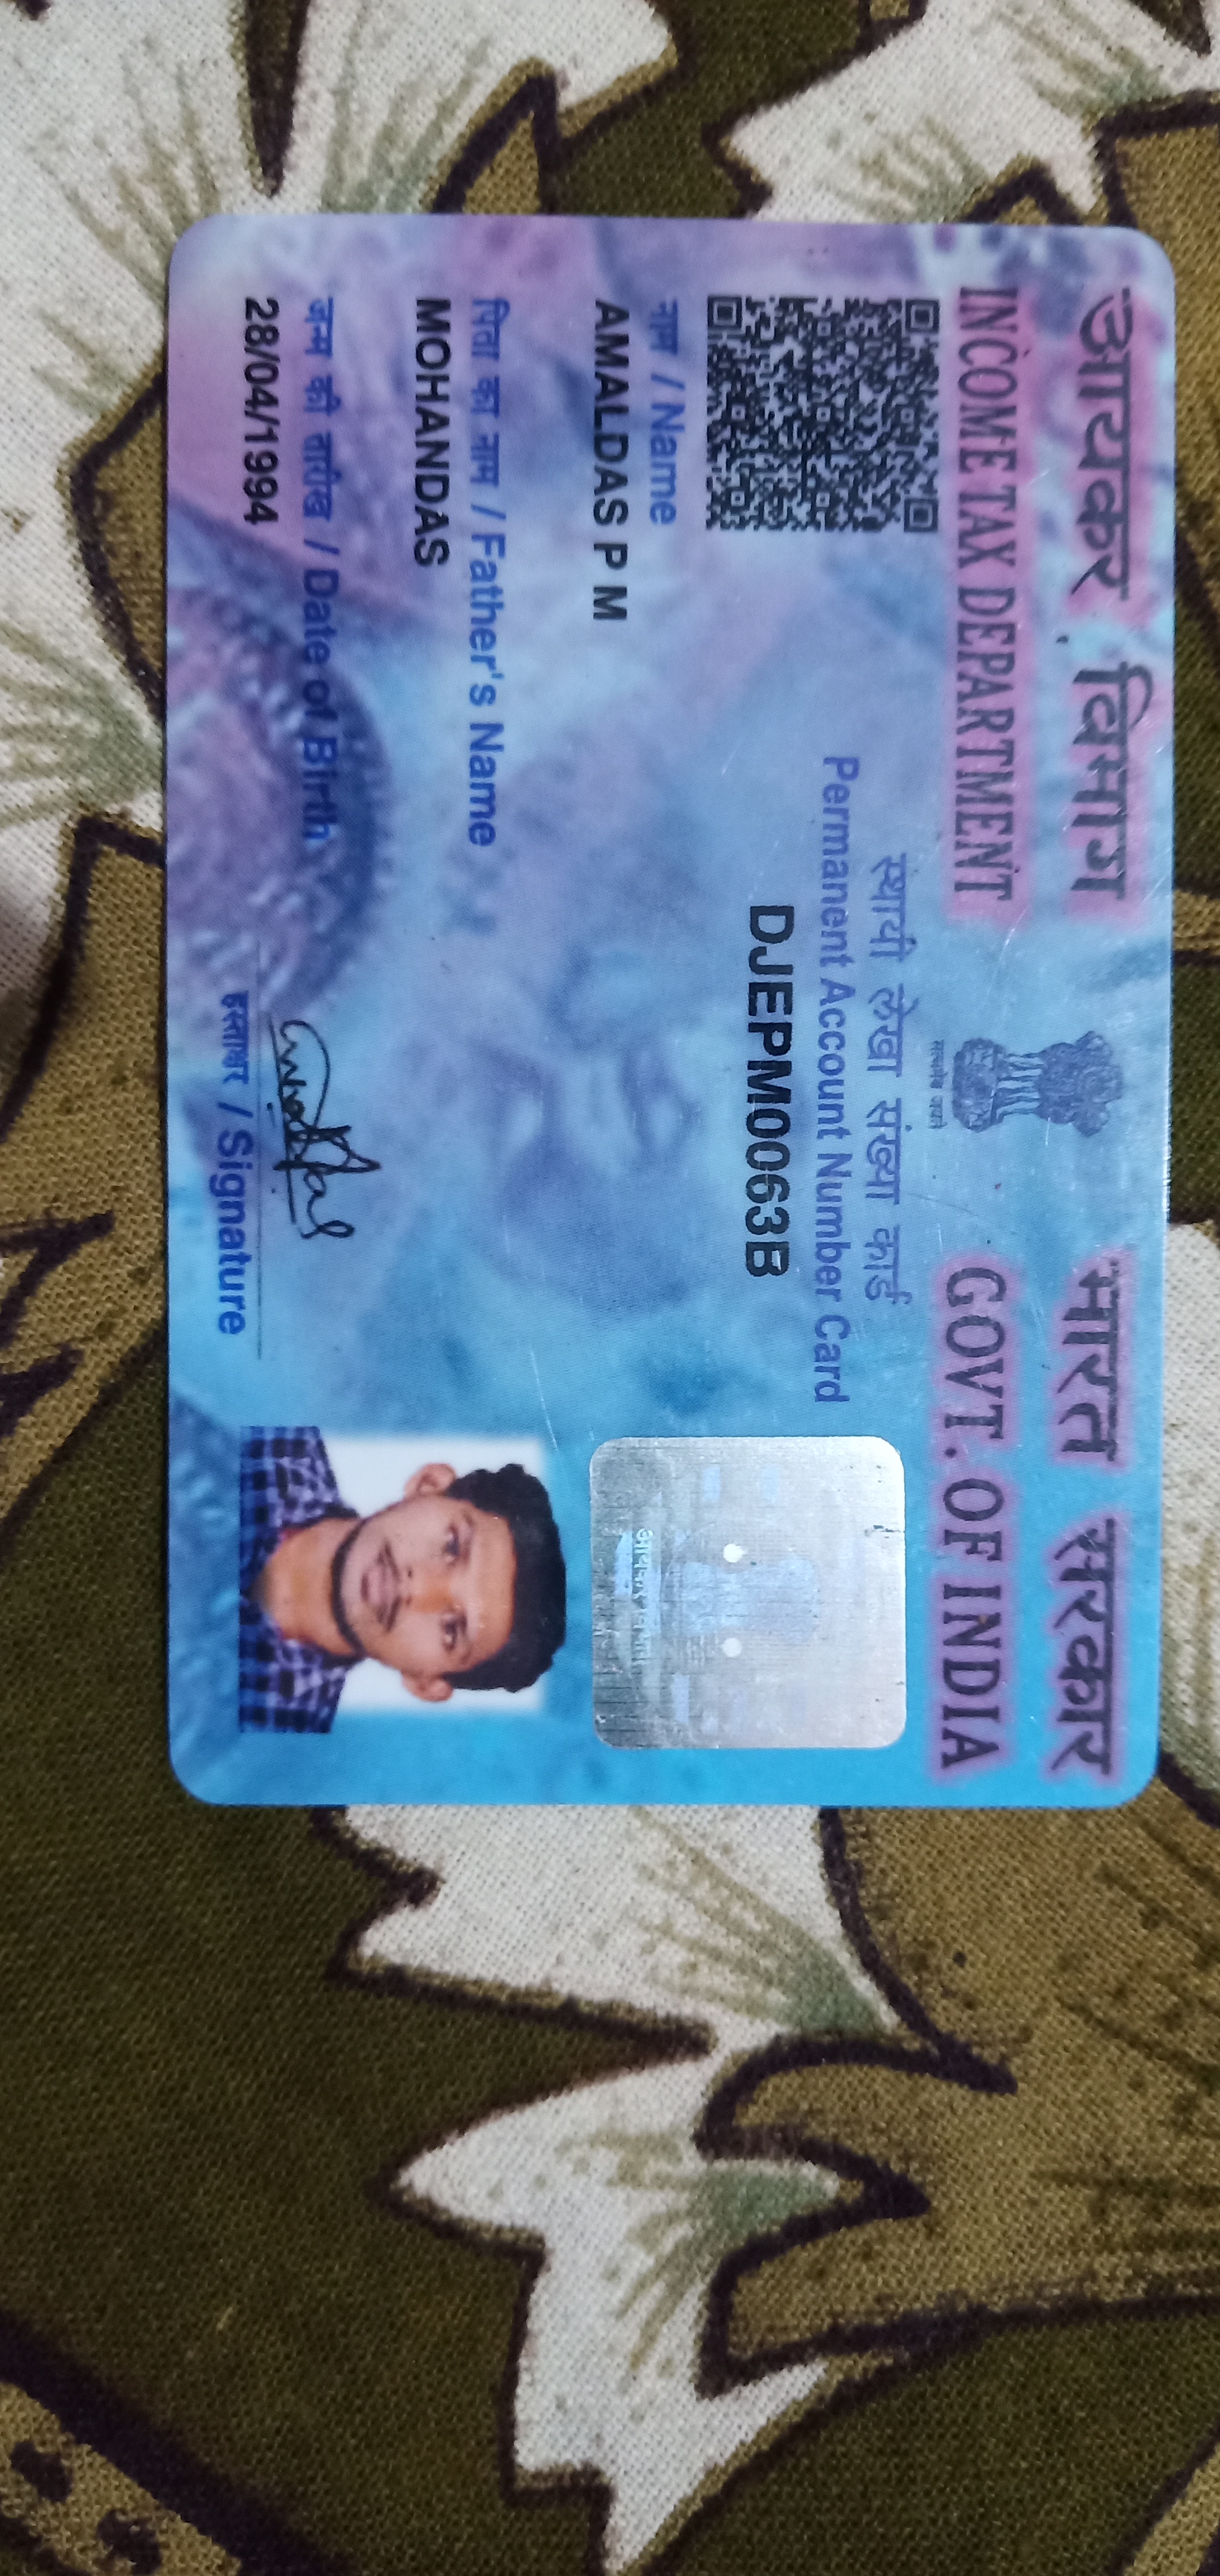 आयकर विभाग
INCOME TAX DEPARTMENT
भारत सरकार
GOVT. OF INDIA
सत्यमेव जयते
स्थायी लेखा संख्या कार्ड
Permanent Account Number Card
DJEPM0063B
नाम / Name
AMALDAS P M
पिता का नाम / Father's Name
MOHANDAS
जन्म की तारीख / Date of Birth
28/04/1994
हस्ताक्षर / Signature